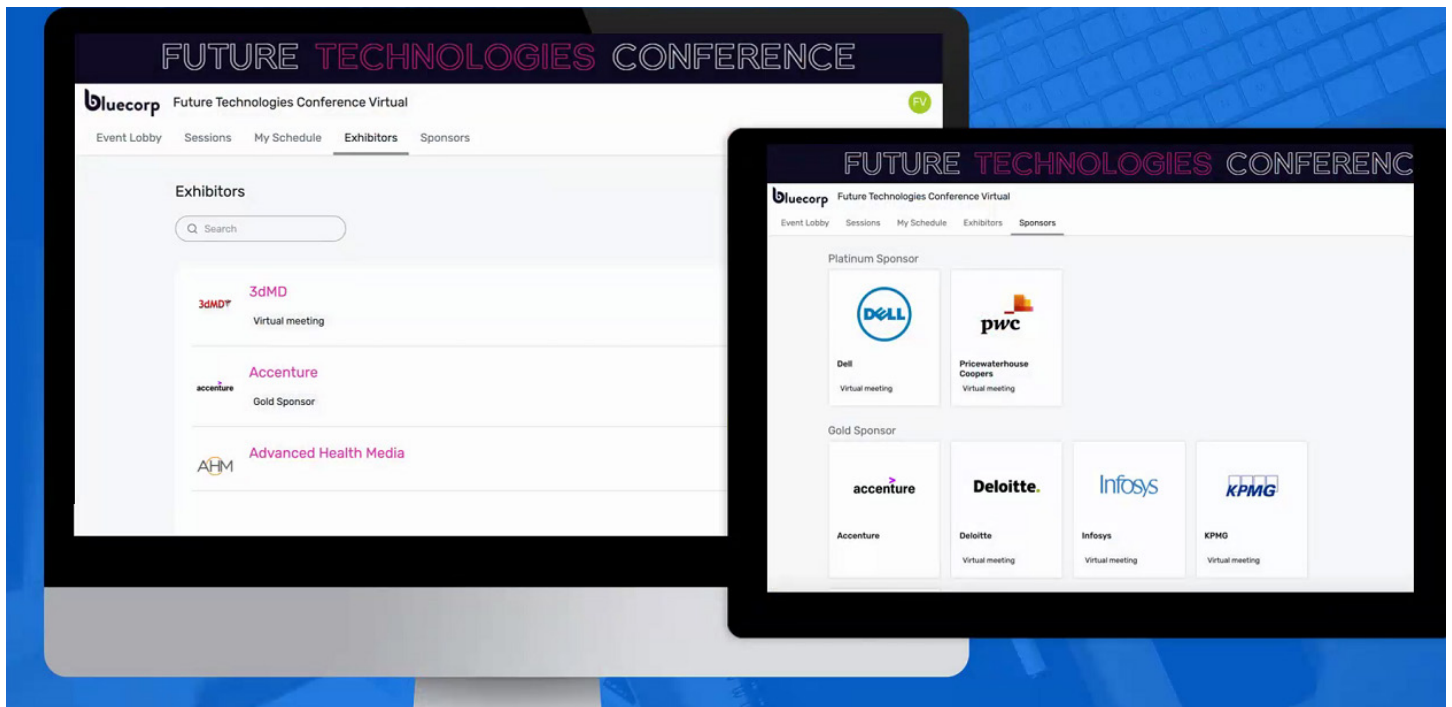 FUTURE TECHNOLOGIES CONFERENCE
bluecorp Future Technologies Conference Virtual
FV
Event Lobby Sessions My Schedule Exhibitors Sponsors
Exhibitors
Search
3dMD
3dMD
Virtual meeting
accenture
Accenture
Gold Sponsor
AHM
Advanced Health Media
FUTURE TECHNOLOGIES CONFERENC
bluecorp Future Technologies Conference Virtual
Event Lobby Sessions My Schedule Exhibitors Sponsors
Platinum Sponsor
DELL
pwc
Dell
Pricewaterhouse
Coopers
Virtual meeting
Virtual meeting
Gold Sponsor
accenture
Deloitte.
Infosys
KPMG
Accenture
Deloitte
Infosys
KPMG
Virtual meeting
Virtual meeting
Virtual meeting